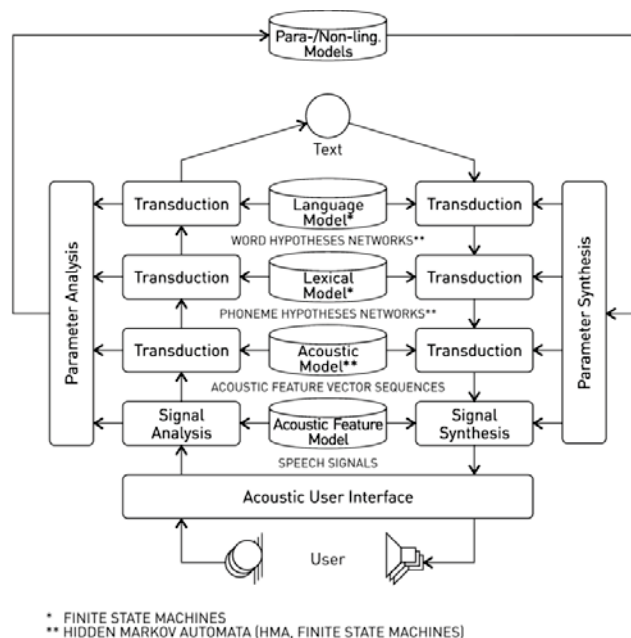 Para-/Non-ling.
Models
Text
Transduction
Language
Model*
Transduction
WORD HYPOTHESES NETWORKS**
Transduction
Lexical
Model*
Transduction
PHONEME HYPOTHESES NETWORKS**
Transduction
Acoustic
Model**
Transduction
ACOUSTIC FEATURE VECTOR SEQUENCES
Signal
Analysis
Acoustic Feature
Model
Signal
Synthesis
SPEECH SIGNALS
Parameter Analysis
Parameter Synthesis
Acoustic User Interface
User
* FINITE STATE MACHINES
** HIDDEN MARKOV AUTOMATA (HMA, FINITE STATE MACHINES)